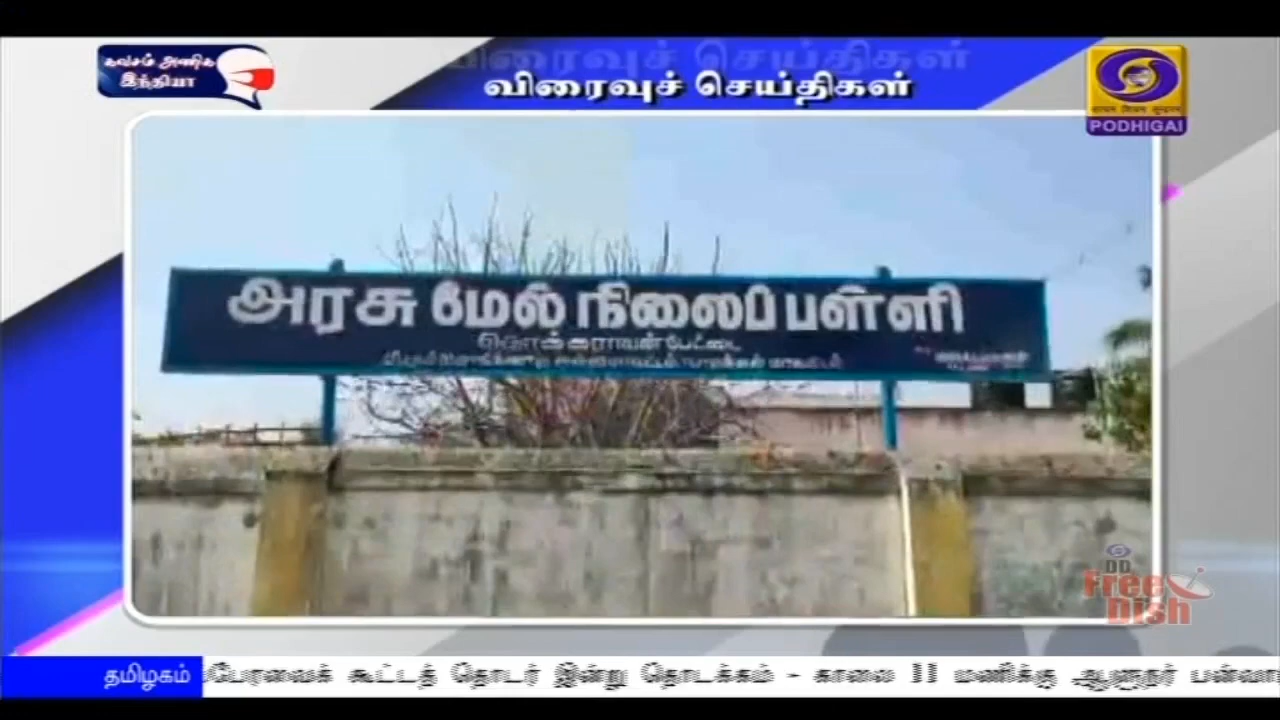 கவசம் அணிக
இந்தியா
விரைவுச் செய்திகள்
விரைவுச் செய்திகள்
PODHIGAI
அரசு மேல் நிலைப் பள்ளி
பேட்டை
DD
Free
Dish
தமிழகம்
பேரவைக் கூட்டத் தொடர் இன்று தொடக்கம் - காலை 11 மணிக்கு ஆளுநர்